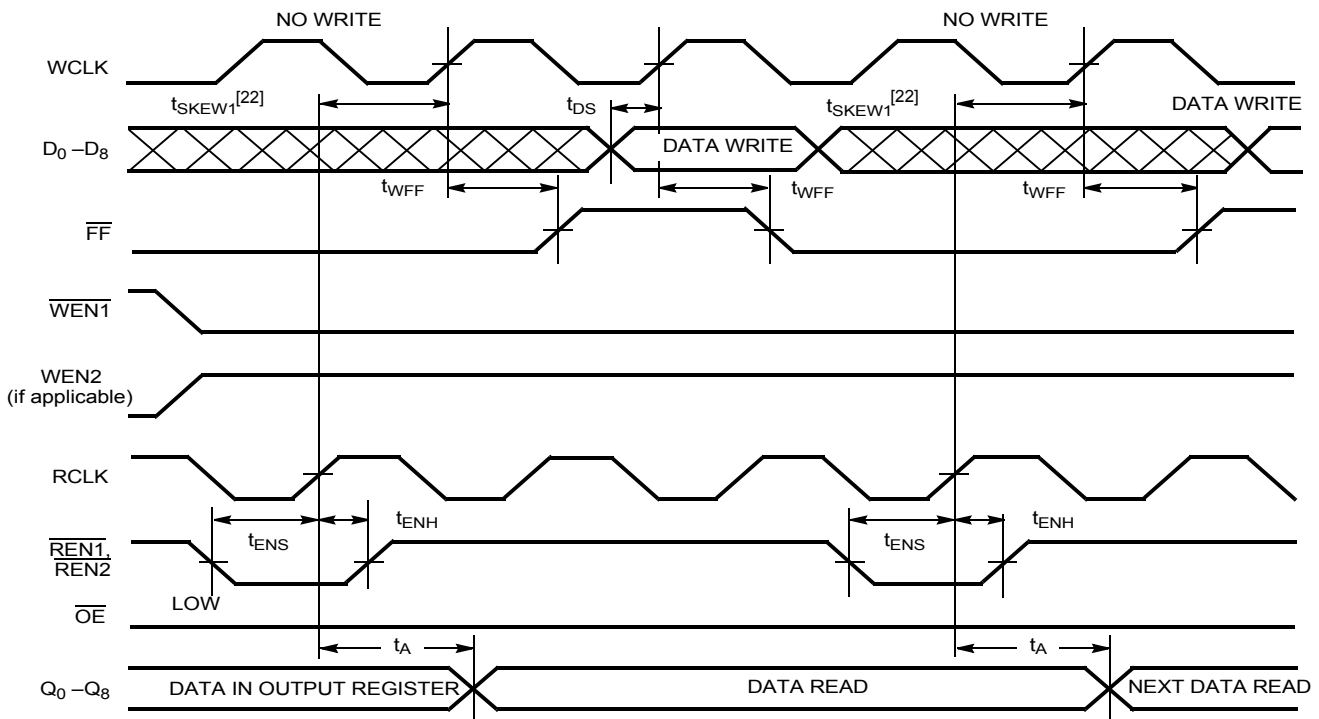 NO WRITE NO WRITE
WCLK
tSKEW1[22] tDS tSKEW1[22] DATA WRITE
D0 –D8 DATA WRITE
tWFF tWFF tWFF
FF
WEN1
WEN2
(if applicable)
RCLK
tENH tENH
tENS tENS
REN1,
REN2
LOW
OE
tA tA
Q0 –Q8 DATA IN OUTPUT REGISTER DATA READ NEXT DATA READ